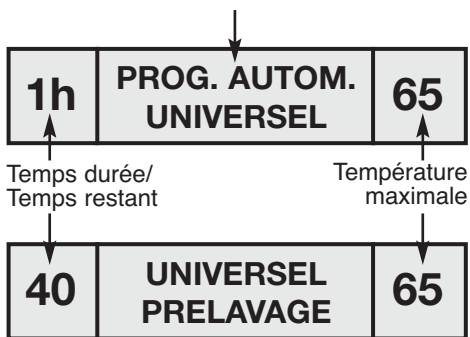 1h
PROG. AUTOM.
UNIVERSEL
65
Temps durée/
Temps restant
Température
maximale
40
UNIVERSEL
PRELAVAGE
65